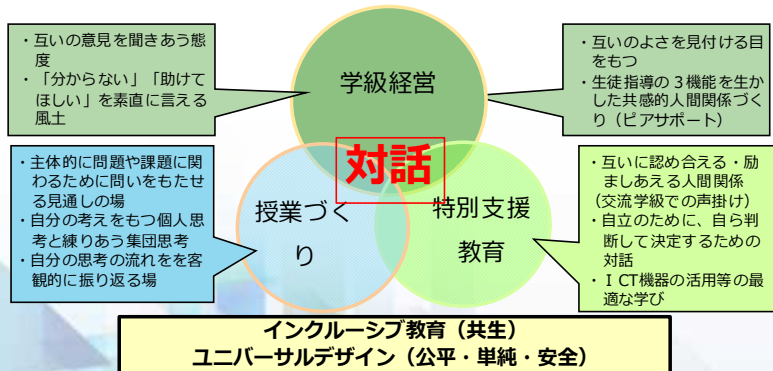 ・互いの意見を聞きあう態
度
・「分からない」「助けて
ほしい」を素直に言える
風土
学級経営
・互いのよさを見付ける目
をもつ
・生徒指導の３機能を生か
した共感的人間関係づく
り（ピアサポート）
対話
・主体的に問題や課題に関
わるために問いをもたせ
る見通しの場
・自分の考えをもつ個人思
考と練りあう集団思考
・自分の思考の流れをを客
観的に振り返る場
授業づく
り
特別支援
教育
・互いに認め合える・励
ましあえる人間関係
（交流学級での声掛け）
・自立のために、自ら判
断して決定するための
対話
・ＩCT機器の活用等の最
適な学び
インクルーシブ教育（共生）
ユニバーサルデザイン（公平・単純・安全）